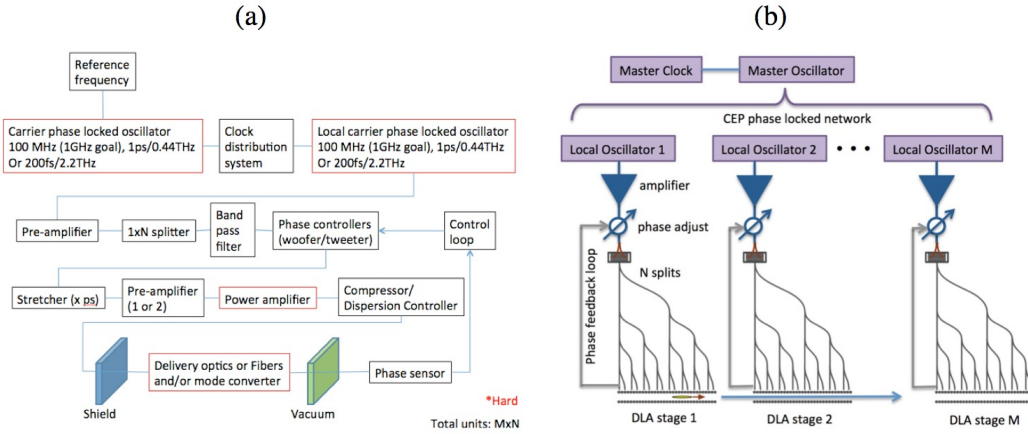 (a)
Reference
frequency
Carrier phase locked oscillator
100 MHz (1GHz goal), 1ps/0.44THz
Or 200fs/2.2THz
Clock
distribution
system
Local carrier phase locked oscillator
100 MHz (1GHz goal), 1ps/0.44THz
Or 200fs/2.2THz
Pre-amplifier
1xN splitter
Band
pass
filter
Phase controllers
(woofer/tweeter)
Control
loop
Stretcher (x ps)
Pre-amplifier
(1 or 2)
Power amplifier
Compressor/
Dispersion Controller
Shield
Delivery optics or Fibers
and/or mode converter
Vacuum
Phase sensor
*Hard
Total units: MxN
(b)
Master Clock
Master Oscillator
CEP phase locked network
Local Oscillator 1
Local Oscillator 2
Local Oscillator M
amplifier
phase adjust
N splits
Phase feedback loop
DLA stage 1
DLA stage 2
DLA stage M